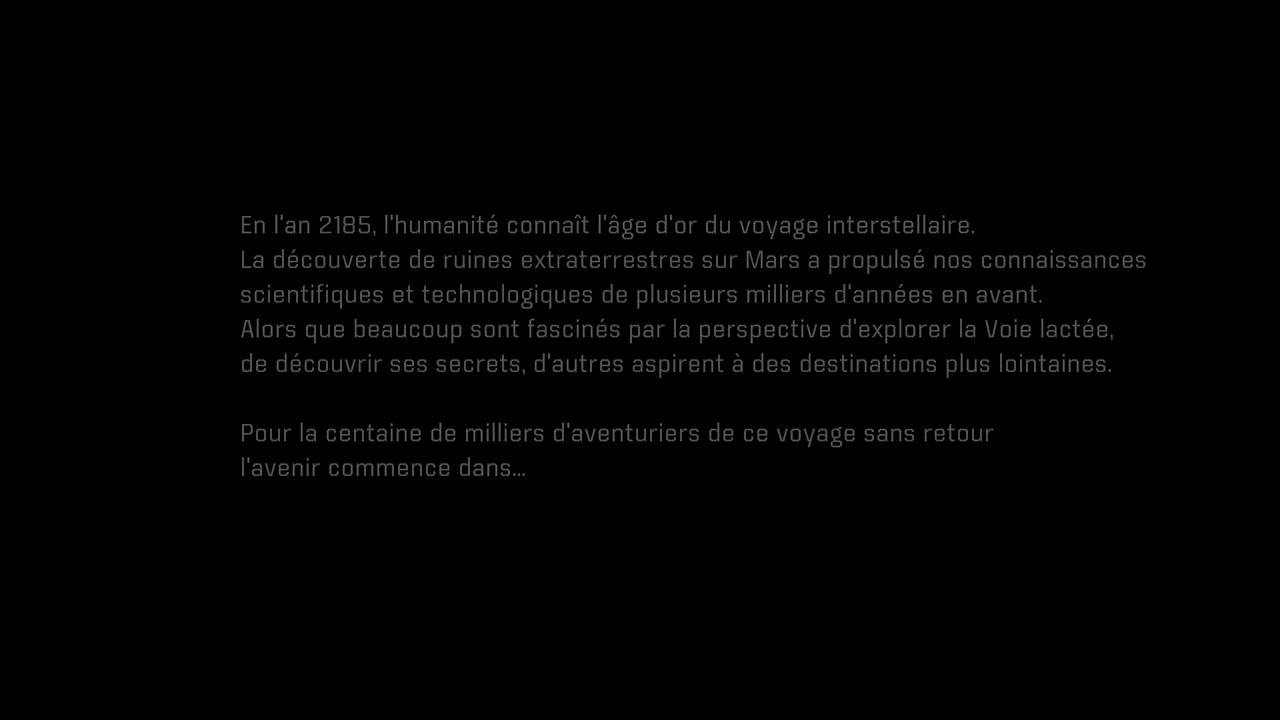 En l'an 2185, l'humanité connaît l'âge d'or du voyage interstellaire.
La découverte de ruines extraterrestres sur Mars a propulsé nos connaissances
scientifiques et technologiques de plusieurs milliers d'années en avant.
Alors que beaucoup sont fascinés par la perspective d'explorer la Voie lactée,
de découvrir ses secrets, d'autres aspirent à des destinations plus lointaines.
Pour la centaine de milliers d'aventuriers de ce voyage sans retour
l'avenir commence dans...